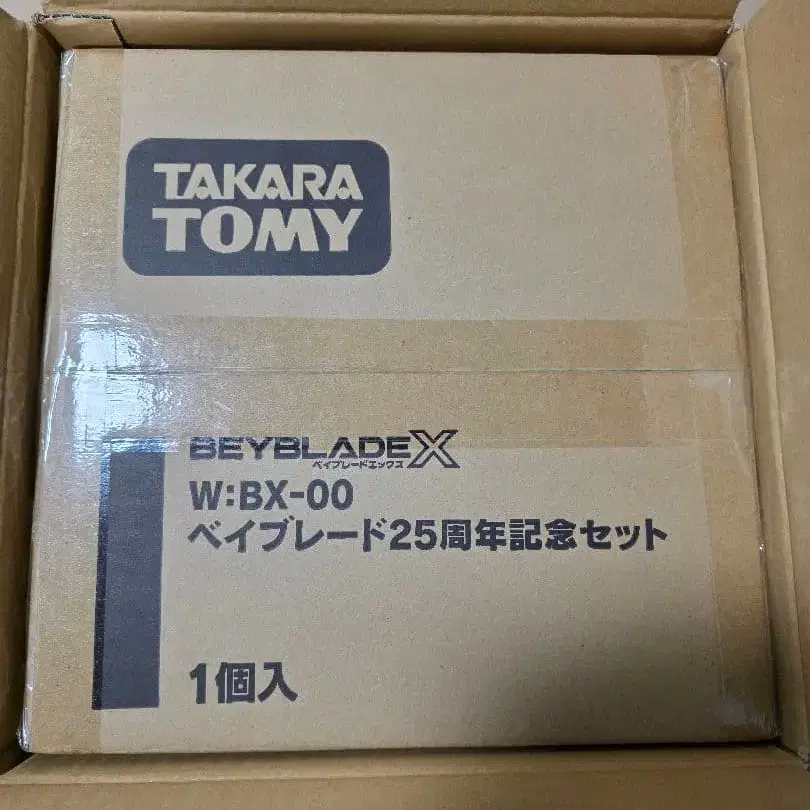 TAKARA
TOMY
BEYBLADE X
ベイブレードエックス
W:BX-00
ベイブレード25周年記念セット
1個入